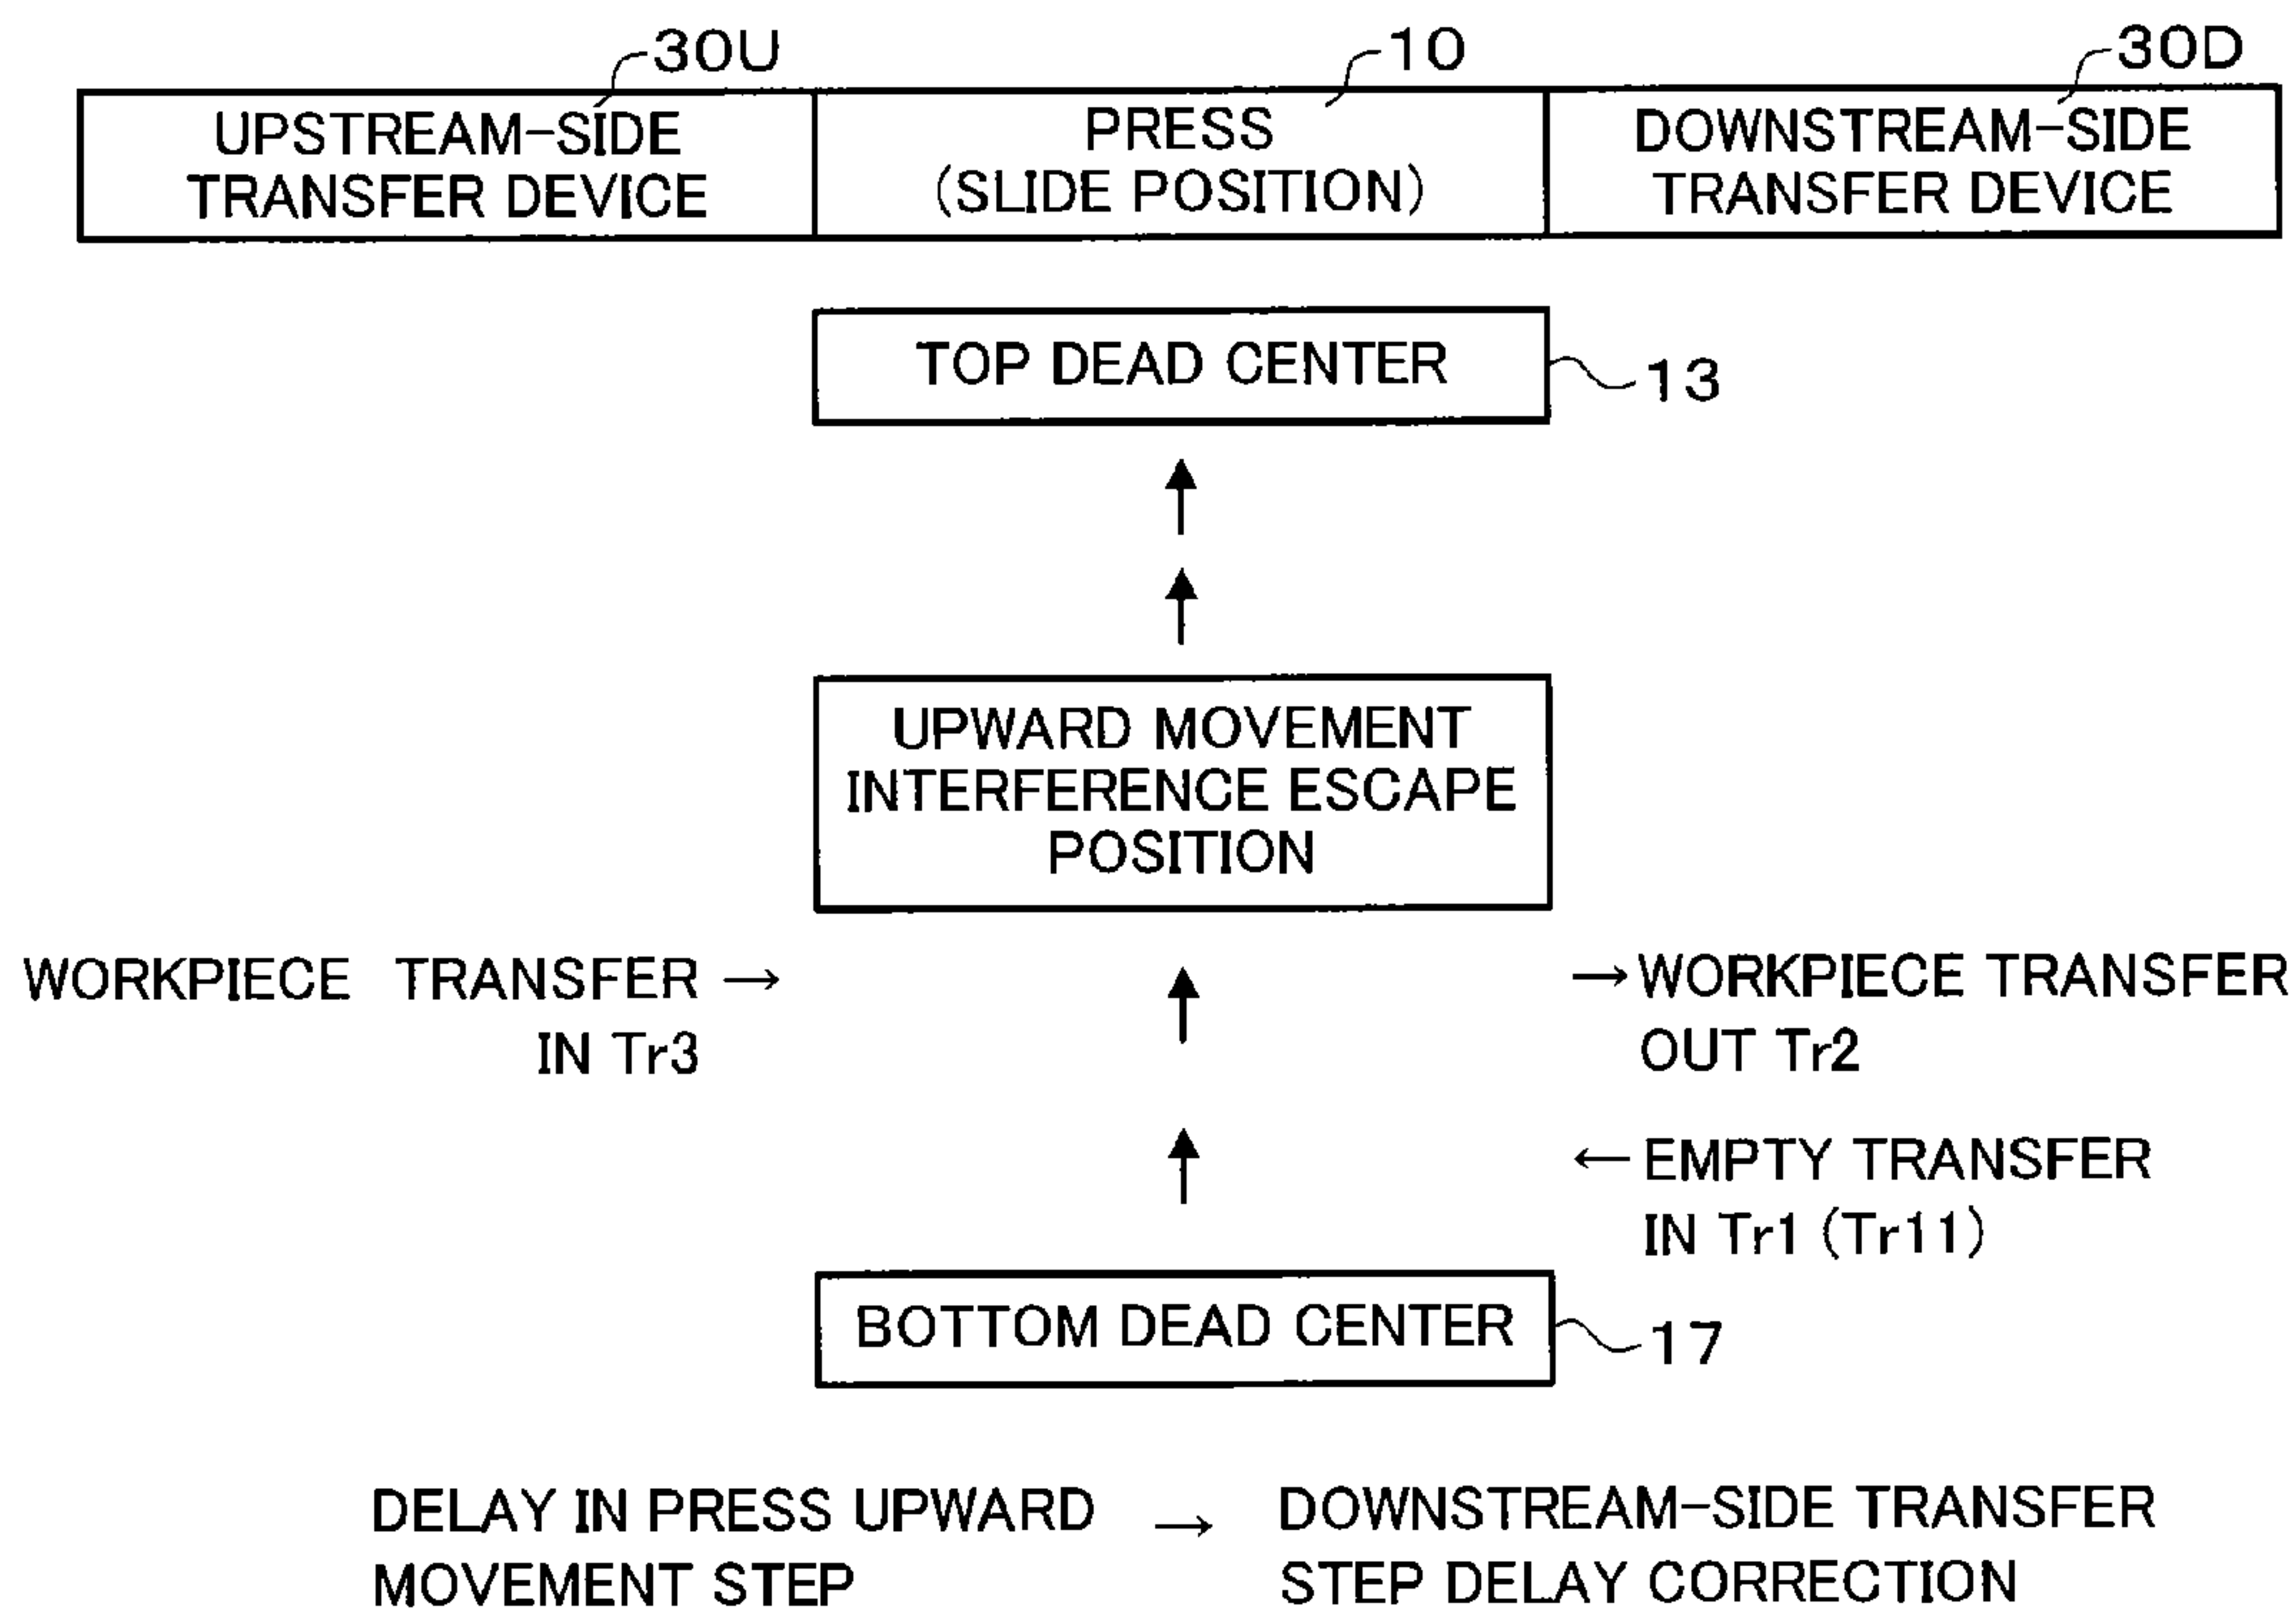 30U
10
30D
UPSTREAM-SIDE
TRANSFER DEVICE
PRESS
(SLIDE POSITION)
DOWNSTREAM-SIDE
TRANSFER DEVICE
TOP DEAD CENTER
13
UPWARD MOVEMENT
INTERFERENCE ESCAPE
POSITION
WORKPIECE TRANSFER →
IN Tr3
→ WORKPIECE TRANSFER
OUT Tr2
← EMPTY TRANSFER
IN Tr1 (Tr11)
BOTTOM DEAD CENTER
17
DELAY IN PRESS UPWARD
MOVEMENT STEP
→
DOWNSTREAM-SIDE TRANSFER
STEP DELAY CORRECTION